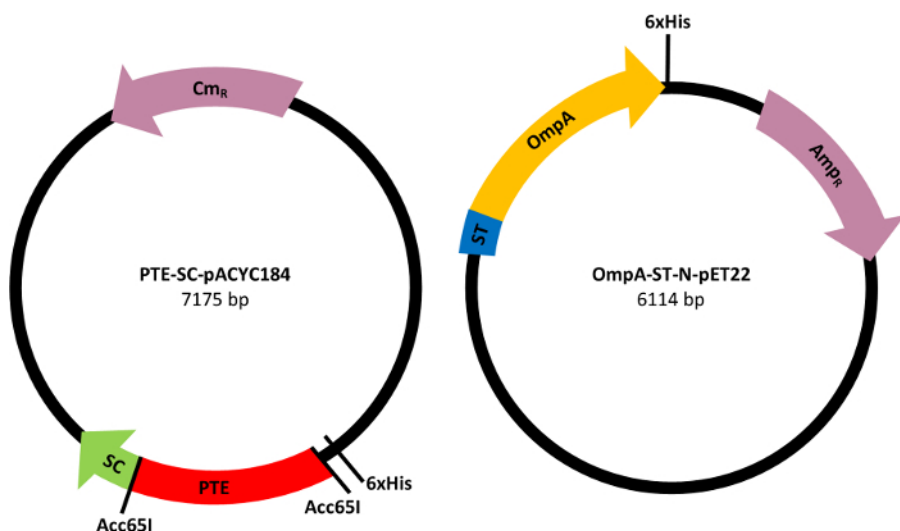 6xHis
CmR
OmpA
AmpR
ST
PTE-SC-pACYC184
7175 bp
OmpA-ST-N-pET22
6114 bp
SC
PTE
6xHis
Acc65I
Acc65I